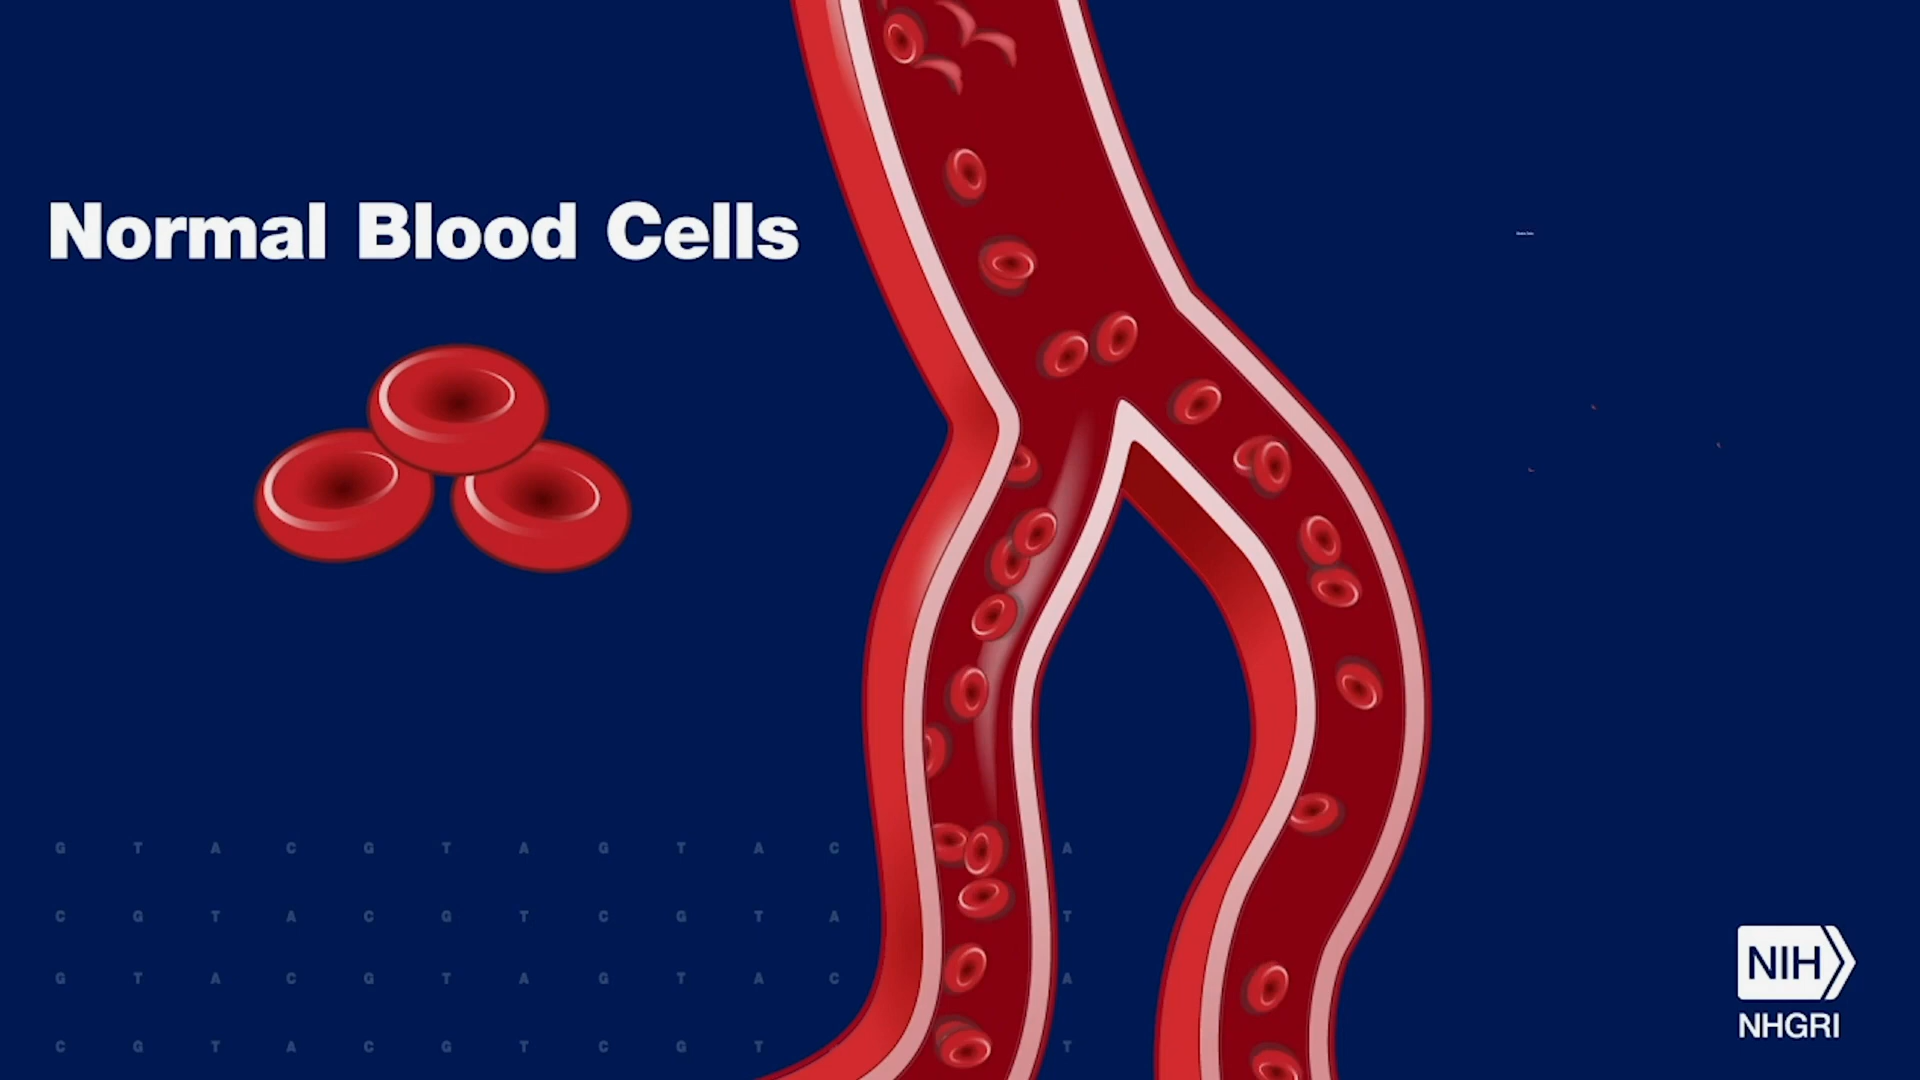 Normal Blood Cells
G T A C G T A G T A C A
C G T A C G T C G T A T
G T A C G T A G T A C A
C G T A C G T C G T T
NIH
NHGRI